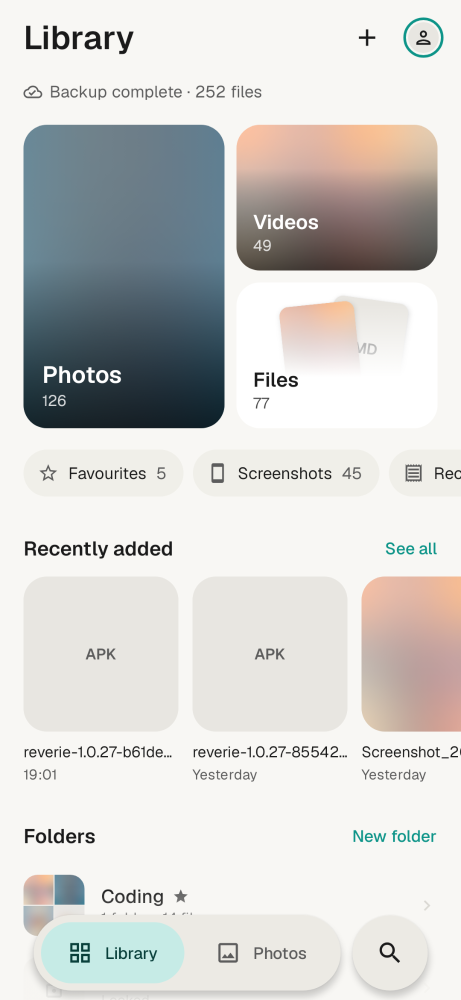 Library
Backup complete · 252 files
Photos
126
Videos
49
MD
Files
77
Favourites 5
Screenshots 45
Rec
Recently added
See all
APK
APK
reverie-1.0.27-b61de…
19:01
reverie-1.0.27-85542…
Yesterday
Screenshot_2
Yesterday
Folders
New folder
Coding
Library
Photos